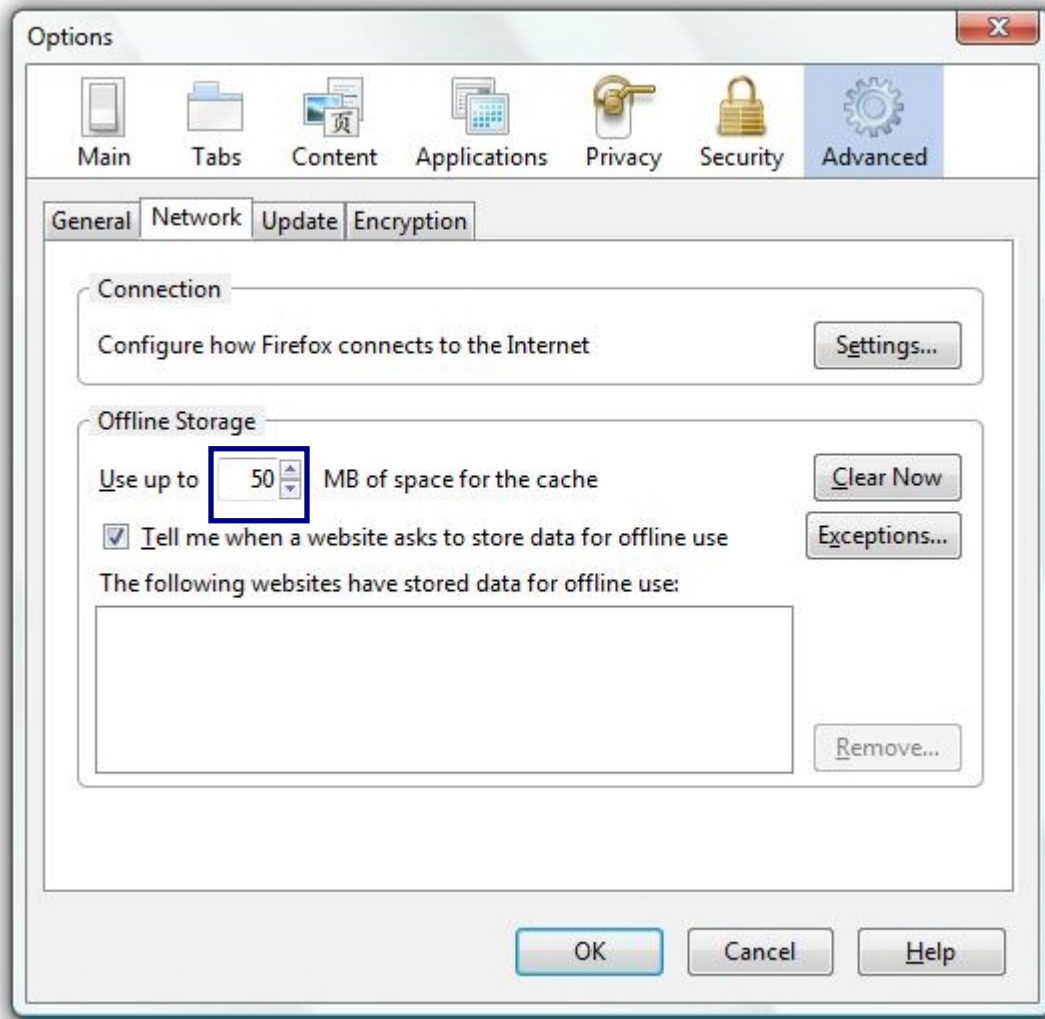 Options
页
Main Tabs Content Applications Privacy Security Advanced
General Network Update Encryption
Connection
Configure how Firefox connects to the Internet Settings...
Offline Storage
Use up to 50 MB of space for the cache Clear Now
Tell me when a website asks to store data for offline use Exceptions...
The following websites have stored data for offline use:
Remove...
OK Cancel Help